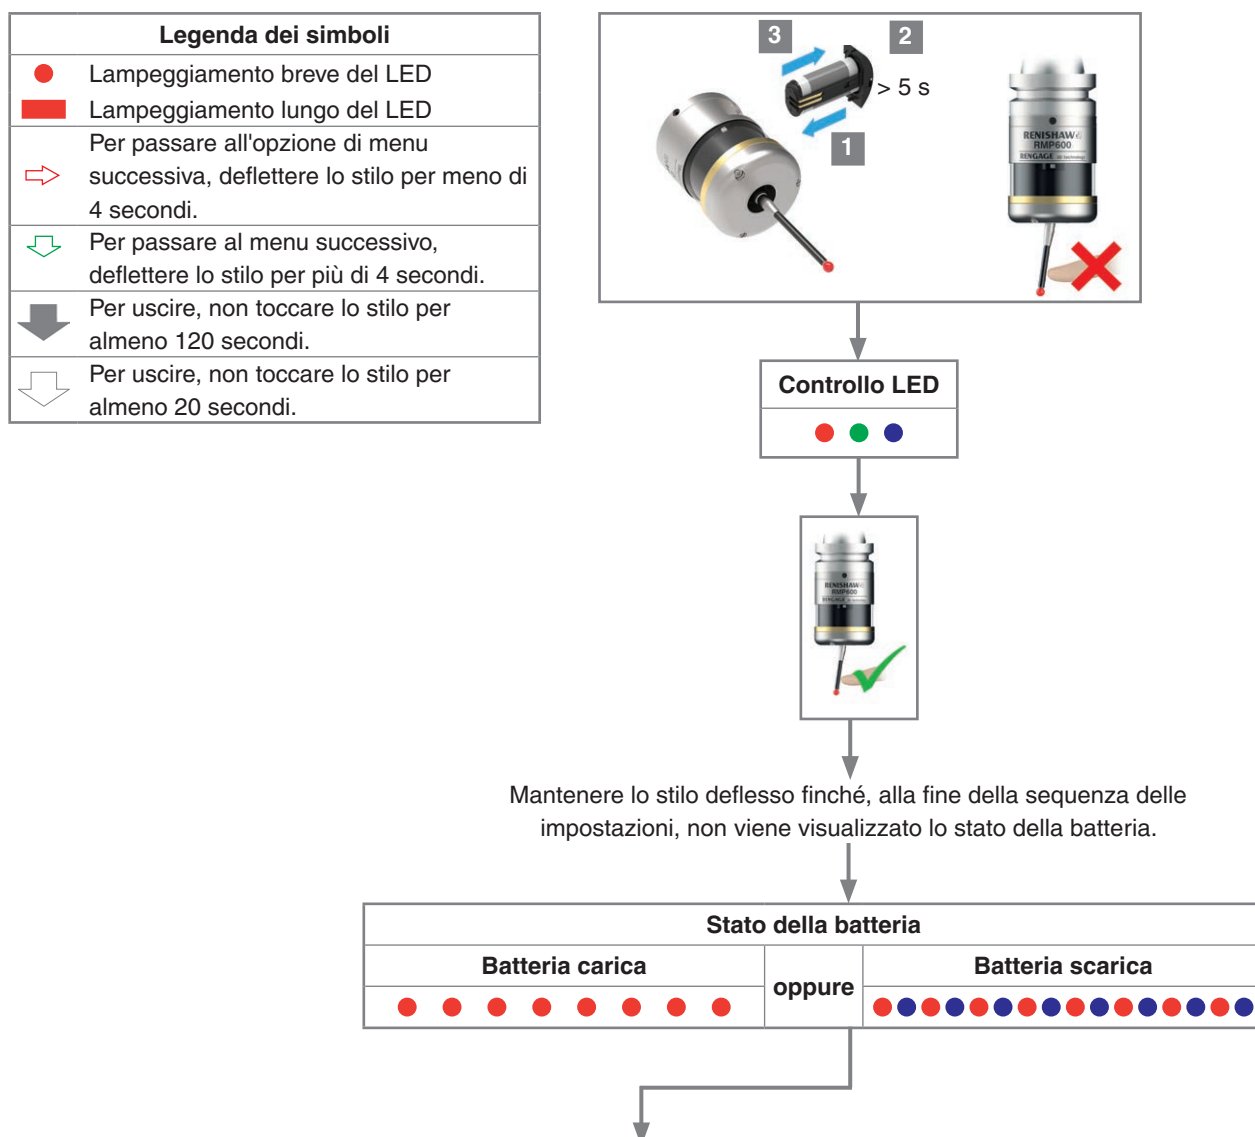 Legenda dei simboli
Lampeggiamento breve del LED
Lampeggiamento lungo del LED
Per passare all'opzione di menu
successiva, deflettere lo stilo per meno di
4 secondi.
Per passare al menu successivo,
deflettere lo stilo per più di 4 secondi.
Per uscire, non toccare lo stilo per
almeno 120 secondi.
Per uscire, non toccare lo stilo per
almeno 20 secondi.
3
2
> 5 s
1
RENISHAW
RMP600
RENGAGE
Controllo LED
RENISHAW
RMP600
RENGAGE
Mantenere lo stilo deflesso finché, alla fine della sequenza delle
impostazioni, non viene visualizzato lo stato della batteria.
Stato della batteria
Batteria carica
oppure
Batteria scarica